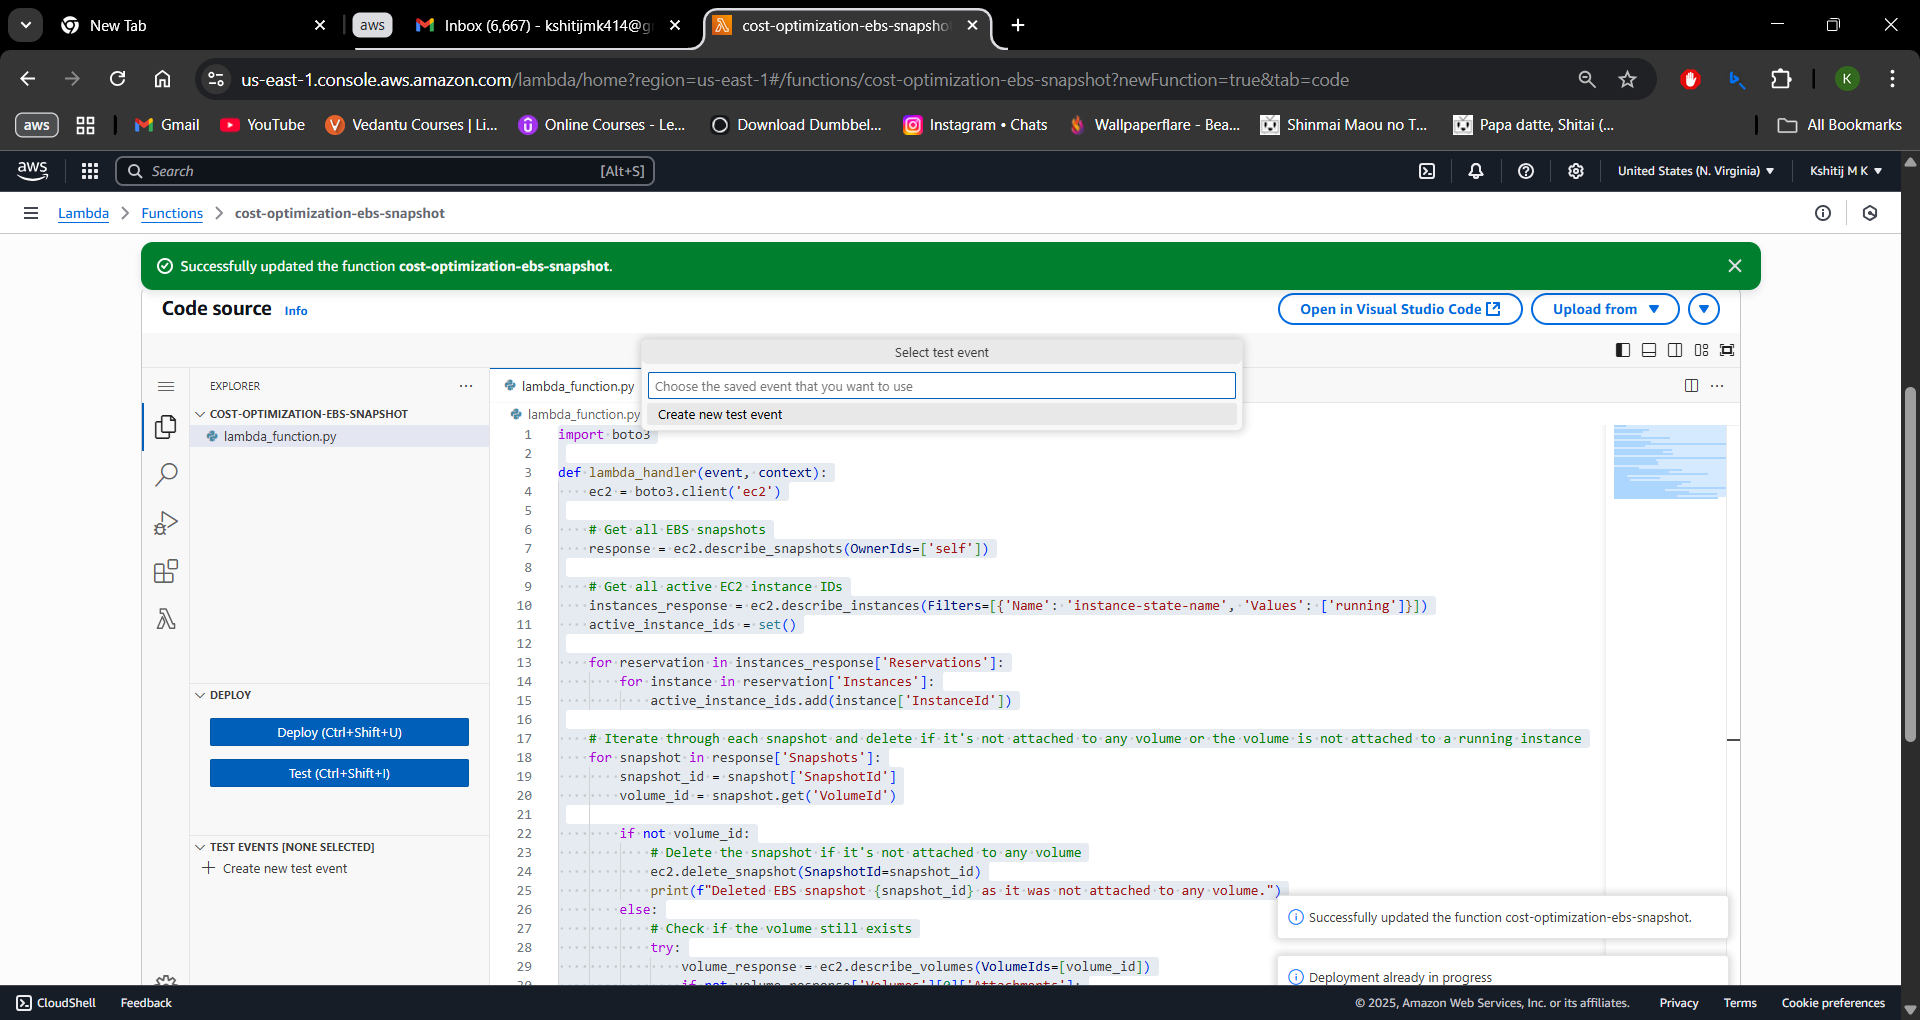 New Tab
aws
Inbox (6,667) - kshitijmk414@g
cost-optimization-ebs-snapsho
us-east-1.console.aws.amazon.com/lambda/home?region=us-east-1#/functions/cost-optimization-ebs-snapshot?newFunction=true&tab=code
K
aws
Gmail
YouTube
Vedantu Courses | Li...
Online Courses - Le...
Download Dumbbel...
Instagram • Chats
Wallpaperflare - Bea...
Shinmai Maou no T...
Papa datte, Shitai (...
All Bookmarks
aws
Search
[Alt+S]
United States (N. Virginia)
Kshitij M K
Lambda
Functions
cost-optimization-ebs-snapshot
Successfully updated the function cost-optimization-ebs-snapshot.
Code source
Info
Open in Visual Studio Code
Upload from
Select test event
Choose the saved event that you want to use
Create new test event
EXPLORER
COST-OPTIMIZATION-EBS-SNAPSHOT
lambda_function.py
DEPLOY
Deploy (Ctrl+Shift+U)
Test (Ctrl+Shift+I)
TEST EVENTS [NONE SELECTED]
Create new test event
lambda_function.py
lambda_function.py
1 import boto3
2
3 def lambda_handler(event, context):
4 ec2 = boto3.client('ec2')
5
6 # Get all EBS snapshots
7 response = ec2.describe_snapshots(OwnerIds=['self'])
8
9 # Get all active EC2 instance IDs
10 instances_response = ec2.describe_instances(Filters=[{'Name': 'instance-state-name', 'Values': ['running']}])
11 active_instance_ids = set()
12
13 for reservation in instances_response['Reservations']:
14 for instance in reservation['Instances']:
15 active_instance_ids.add(instance['InstanceId'])
16
17 # Iterate through each snapshot and delete if it's not attached to any volume or the volume is not attached to a running instance
18 for snapshot in response['Snapshots']:
19 snapshot_id = snapshot['SnapshotId']
20 volume_id = snapshot.get('VolumeId')
21
22 if not volume_id:
23 # Delete the snapshot if it's not attached to any volume
24 ec2.delete_snapshot(SnapshotId=snapshot_id)
25 print(f"Deleted EBS snapshot {snapshot_id} as it was not attached to any volume.")
26 else:
27 # Check if the volume still exists
28 try:
29 volume_response = ec2.describe_volumes(VolumeIds=[volume_id])
30 if not volume_response['Volumes'][0]['Attachments']:
Successfully updated the function cost-optimization-ebs-snapshot.
Deployment already in progress
CloudShell
Feedback
© 2025, Amazon Web Services, Inc. or its affiliates.
Privacy
Terms
Cookie preferences